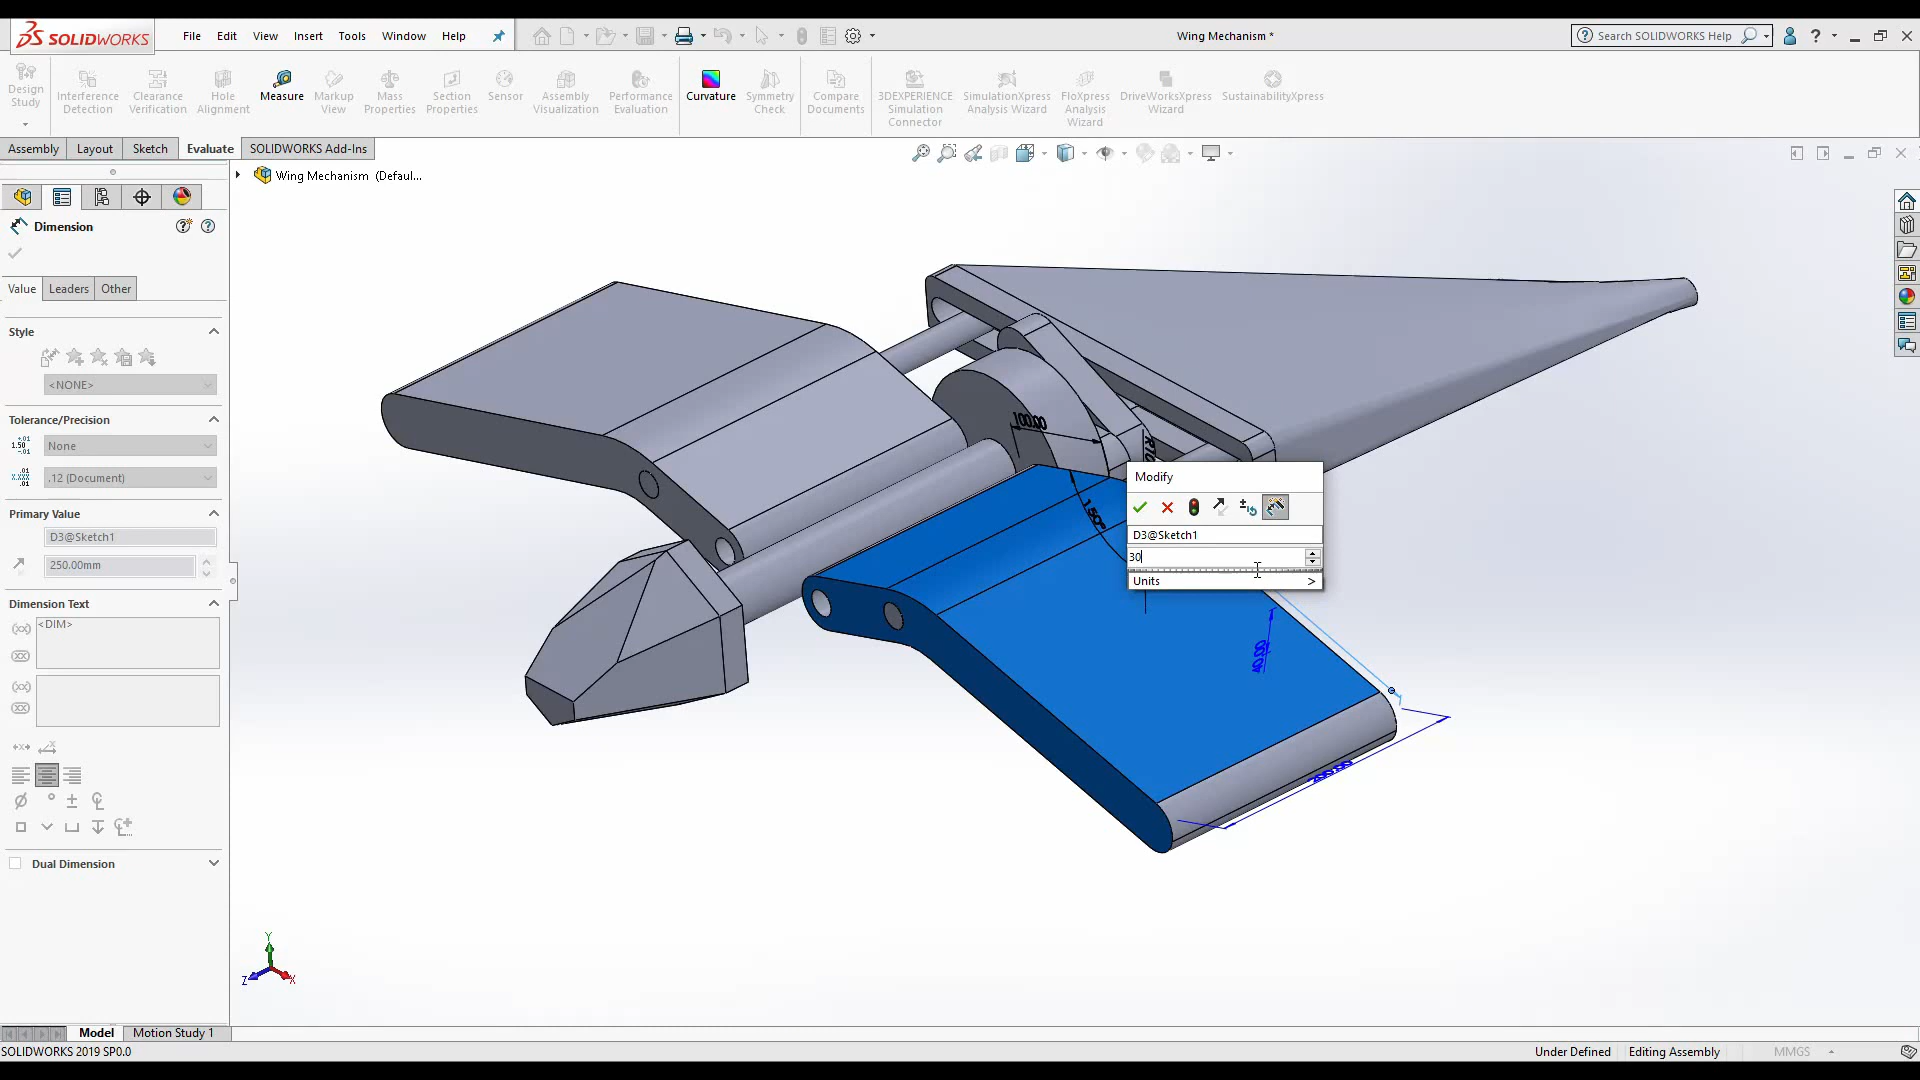 SOLIDWORKS
File Edit View Insert Tools Window Help
Wing Mechanism *
Search SOLIDWORKS Help
Design Study
Interference Detection
Clearance Verification
Hole Alignment
Measure
Markup View
Mass Properties
Section Properties
Sensor
Assembly Visualization
Performance Evaluation
Curvature
Symmetry Check
Compare Documents
3DEXPERIENCE Simulation Connector
SimulationXpress Analysis Wizard
FloXpress Analysis Wizard
DriveWorksXpress Wizard
SustainabilityXpress
Assembly Layout Sketch Evaluate SOLIDWORKS Add-Ins
Wing Mechanism (Defaul...
Dimension
Value Leaders Other
Style
<NONE>
Tolerance/Precision
None
.12 (Document)
Primary Value
D3@Sketch1
250.00mm
Dimension Text
<DIM>
Dual Dimension
100.00
150°
Modify
D3@Sketch1
30
Units >
Y
Z
X
Model Motion Study 1
SOLIDWORKS 2019 SP0.0
Under Defined Editing Assembly MMGS